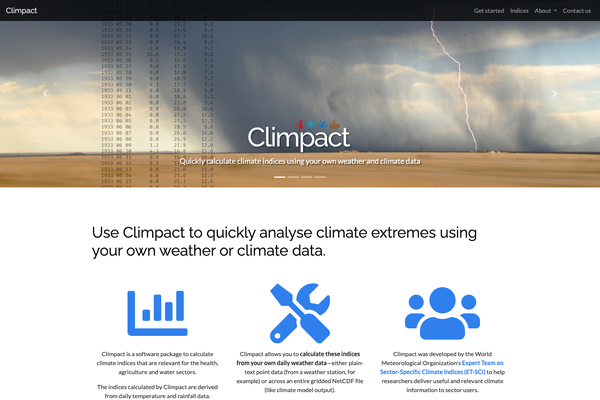 Climpact
Get started Indices About Contact us
Climpact
Quickly calculate climate indices using your own weather and climate data
Use Climpact to quickly analyse climate extremes using
your own weather or climate data.
Climpact is a software package to calculate
climate indices that are relevant for the health,
agriculture and water sectors.
The indices calculated by Climpact are derived
from daily temperature and rainfall data.
Climpact allows you to calculate these indices
from your own daily weather data—either plain-
text point data (from a weather station, for
example) or across an entire gridded NetCDF file
(like climate model output).
Climpact was developed by the World
Meteorological Organization's Expert Team on
Sector-Specific Climate Indices (ET-SCI) to help
researchers deliver useful and relevant climate
information to sector users.